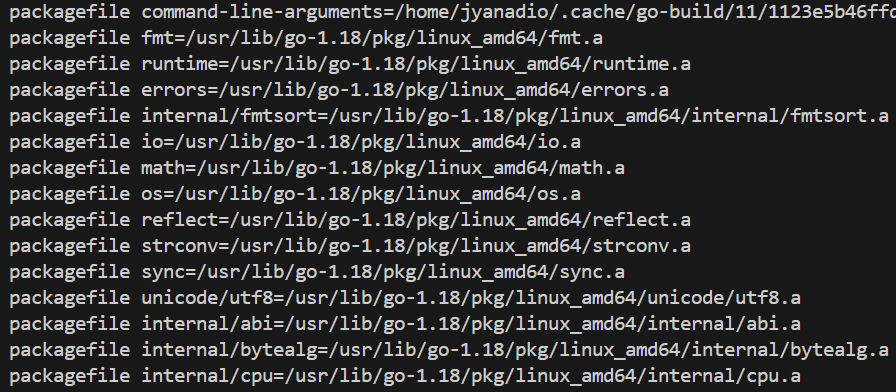 packagefile command-line-arguments=/home/jyanadio/.cache/go-build/11/1123e5b46ffc
packagefile fmt=/usr/lib/go-1.18/pkg/linux_amd64/fmt.a
packagefile runtime=/usr/lib/go-1.18/pkg/linux_amd64/runtime.a
packagefile errors=/usr/lib/go-1.18/pkg/linux_amd64/errors.a
packagefile internal/fmtsort=/usr/lib/go-1.18/pkg/linux_amd64/internal/fmtsort.a
packagefile io=/usr/lib/go-1.18/pkg/linux_amd64/io.a
packagefile math=/usr/lib/go-1.18/pkg/linux_amd64/math.a
packagefile os=/usr/lib/go-1.18/pkg/linux_amd64/os.a
packagefile reflect=/usr/lib/go-1.18/pkg/linux_amd64/reflect.a
packagefile strconv=/usr/lib/go-1.18/pkg/linux_amd64/strconv.a
packagefile sync=/usr/lib/go-1.18/pkg/linux_amd64/sync.a
packagefile unicode/utf8=/usr/lib/go-1.18/pkg/linux_amd64/unicode/utf8.a
packagefile internal/abi=/usr/lib/go-1.18/pkg/linux_amd64/internal/abi.a
packagefile internal/bytealg=/usr/lib/go-1.18/pkg/linux_amd64/internal/bytealg.a
packagefile internal/cpu=/usr/lib/go-1.18/pkg/linux_amd64/internal/cpu.a